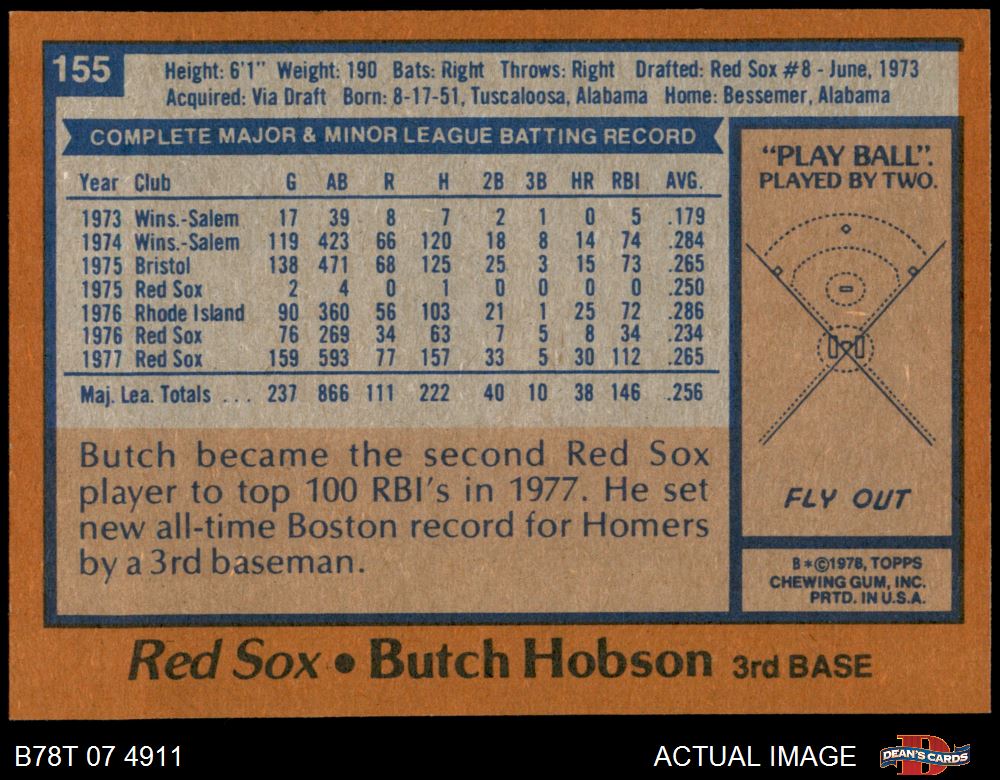 155
Height: 6'1" Weight: 190 Bats: Right Throws: Right Drafted: Red Sox #8 - June, 1973
Acquired: Via Draft Born: 8-17-51, Tuscaloosa, Alabama Home: Bessemer, Alabama
COMPLETE MAJOR & MINOR LEAGUE BATTING RECORD
Year Club G AB R H 2B 3B HR RBI AVG.
1973 Wins.-Salem 17 39 8 7 2 1 0 5 .179
1974 Wins.-Salem 119 423 66 120 18 8 14 74 .284
1975 Bristol 138 471 68 125 25 3 15 73 .265
1975 Red Sox 2 4 0 1 0 0 0 0 .250
1976 Rhode Island 90 360 56 103 21 1 25 72 .286
1976 Red Sox 76 269 34 63 7 5 8 34 .234
1977 Red Sox 159 593 77 157 33 5 30 112 .265
Maj. Lea. Totals ... 237 866 111 222 40 10 38 146 .256
Butch became the second Red Sox
player to top 100 RBI's in 1977. He set
new all-time Boston record for Homers
by a 3rd baseman.
"PLAY BALL".
PLAYED BY TWO.
FLY OUT
B*©1978, TOPPS
CHEWING GUM, INC.
PRTD. IN U.S.A.
Red Sox • Butch Hobson 3rd BASE
B78T 07 4911
ACTUAL IMAGE
D
DEAN'S CARDS